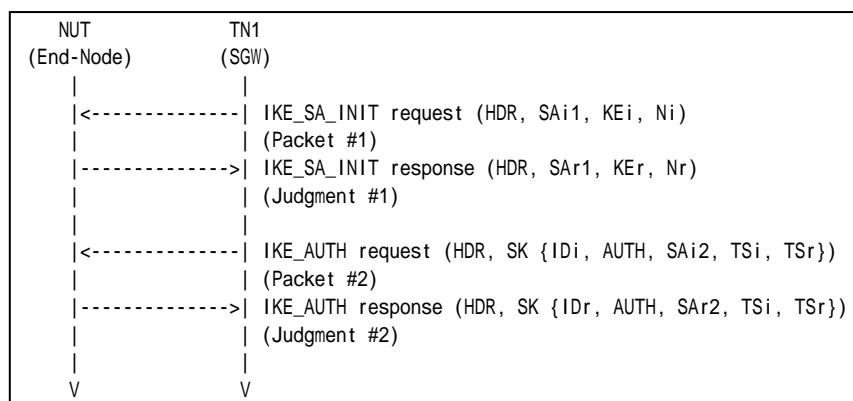 NUT TN1
(End-Node) (SGW)
| |
|<--------------| IKE_SA_INIT request (HDR, SAi1, KEi, Ni)
| | (Packet #1)
|-------------->| IKE_SA_INIT response (HDR, SAr1, KEr, Nr)
| | (Judgment #1)
| |
|<--------------| IKE_AUTH request (HDR, SK {IDi, AUTH, SAi2, TSi, TSr})
| | (Packet #2)
|-------------->| IKE_AUTH response (HDR, SK {IDr, AUTH, SAr2, TSi, TSr})
| | (Judgment #2)
| |
V V